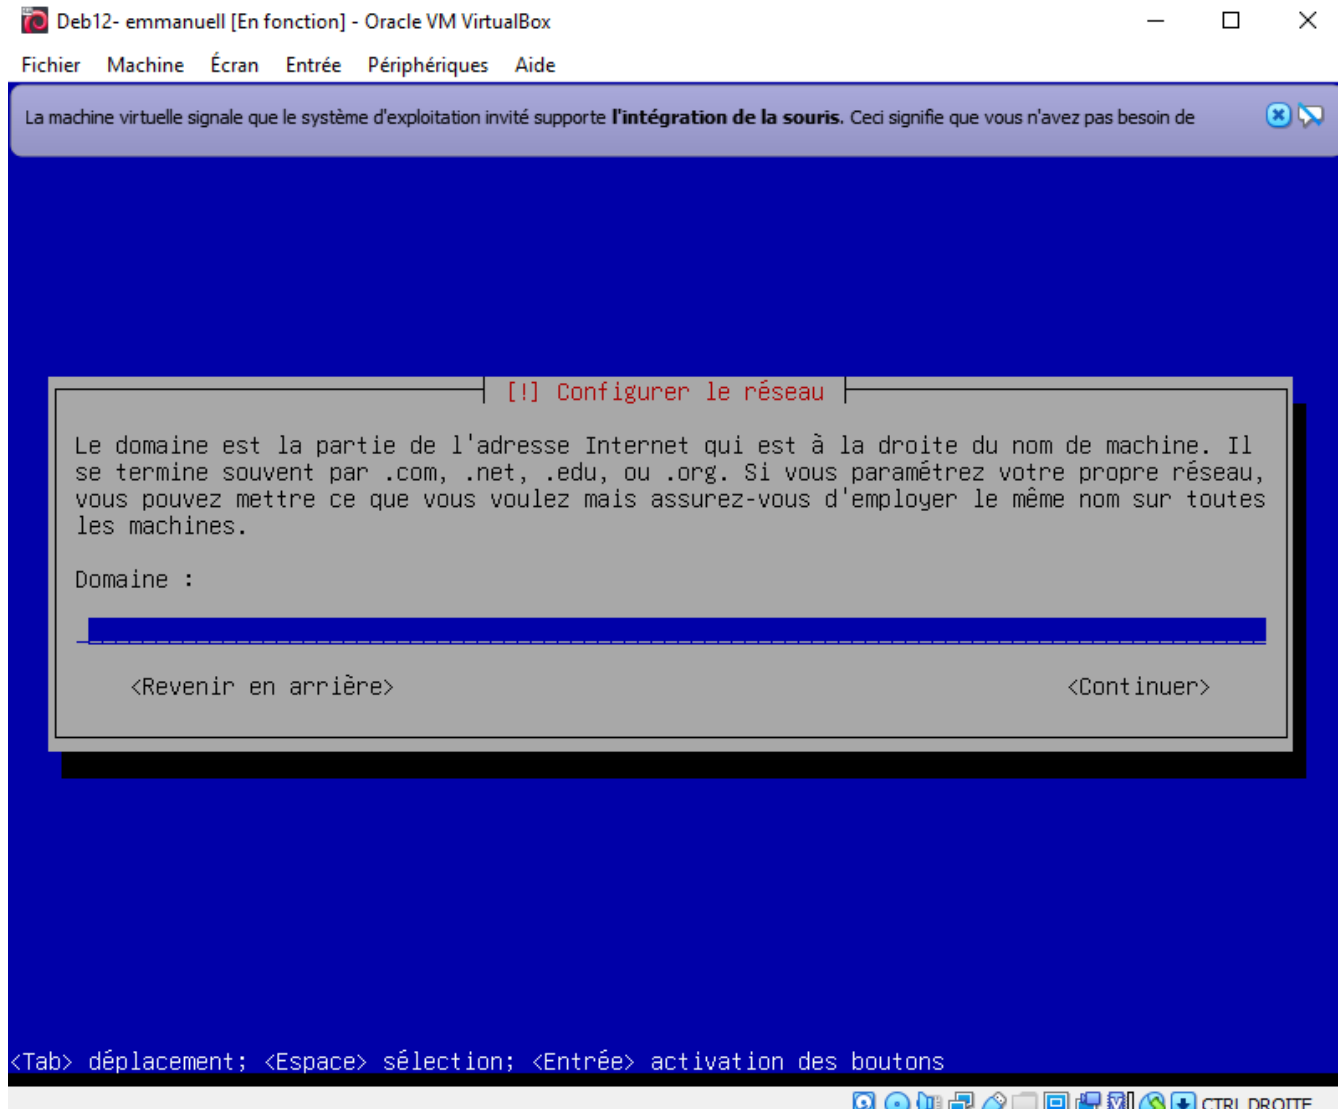 Deb12- emmanuell [En fonction] - Oracle VM VirtualBox
Fichier Machine Écran Entrée Périphériques Aide
La machine virtuelle signale que le système d'exploitation invité supporte l'intégration de la souris. Ceci signifie que vous n'avez pas besoin de
[!] Configurer le réseau
Le domaine est la partie de l'adresse Internet qui est à la droite du nom de machine. Il
se termine souvent par .com, .net, .edu, ou .org. Si vous paramétrez votre propre réseau,
vous pouvez mettre ce que vous voulez mais assurez-vous d'employer le même nom sur toutes
les machines.
Domaine :
<Revenir en arrière> <Continuer>
<Tab> déplacement; <Espace> sélection; <Entrée> activation des boutons
CTRL DROITE